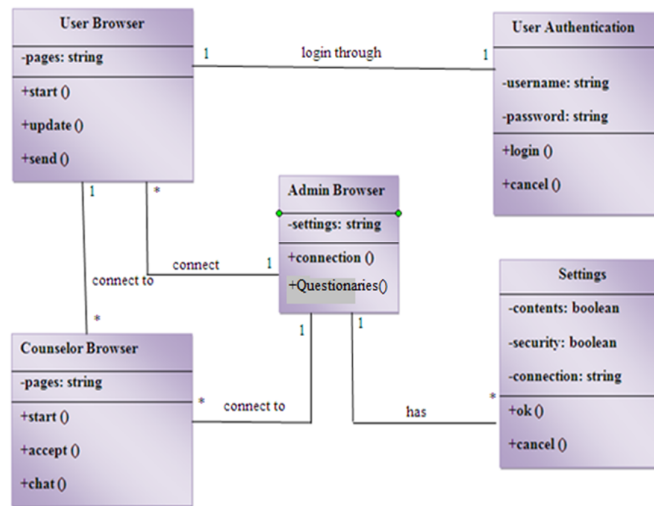 User Browser
-pages: string
+start ()
+update ()
+send ()
1
login through
1
User Authentication
-username: string
-password: string
+login ()
+cancel ()
1
*
connect to
*
connect
1
Admin Browser
-settings: string
+connection ()
+Questionaries()
1
1
Settings
-contents: boolean
-security: boolean
-connection: string
+ok ()
+cancel ()
Counselor Browser
-pages: string
+start ()
+accept ()
+chat ()
*
connect to
has
*